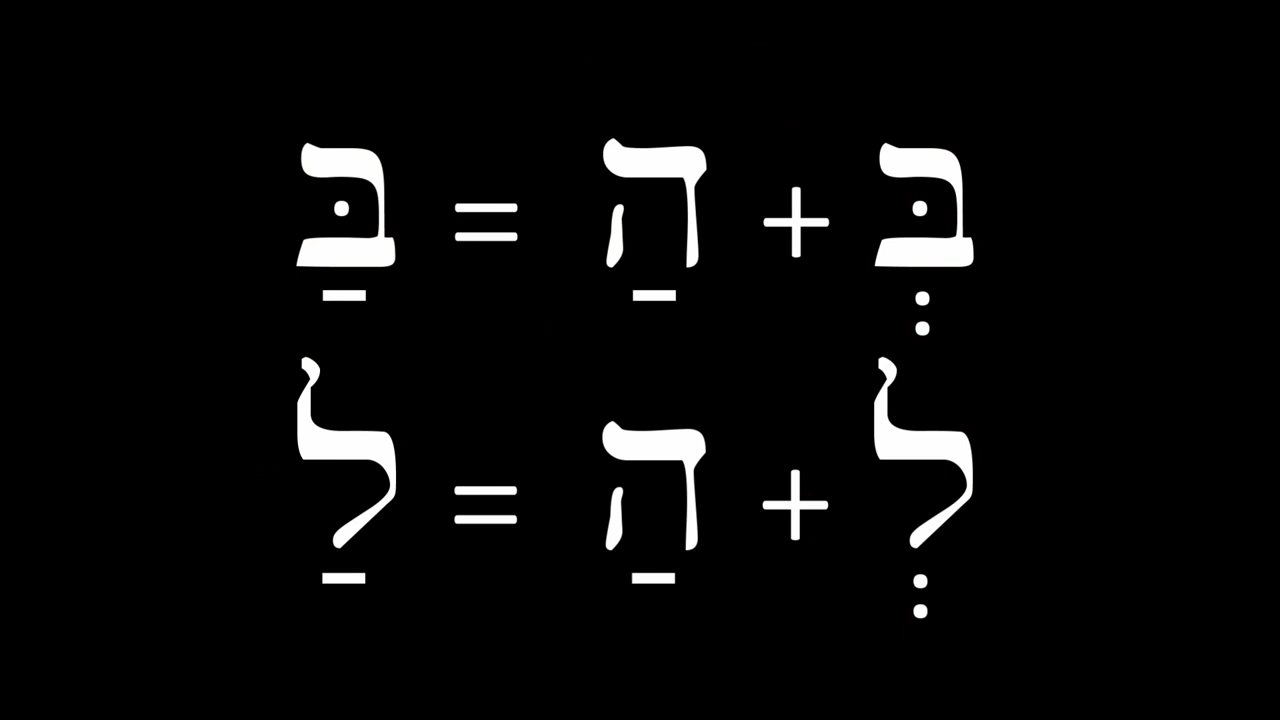 בְּ + הַ = בַּ
לְ + הַ = לַ